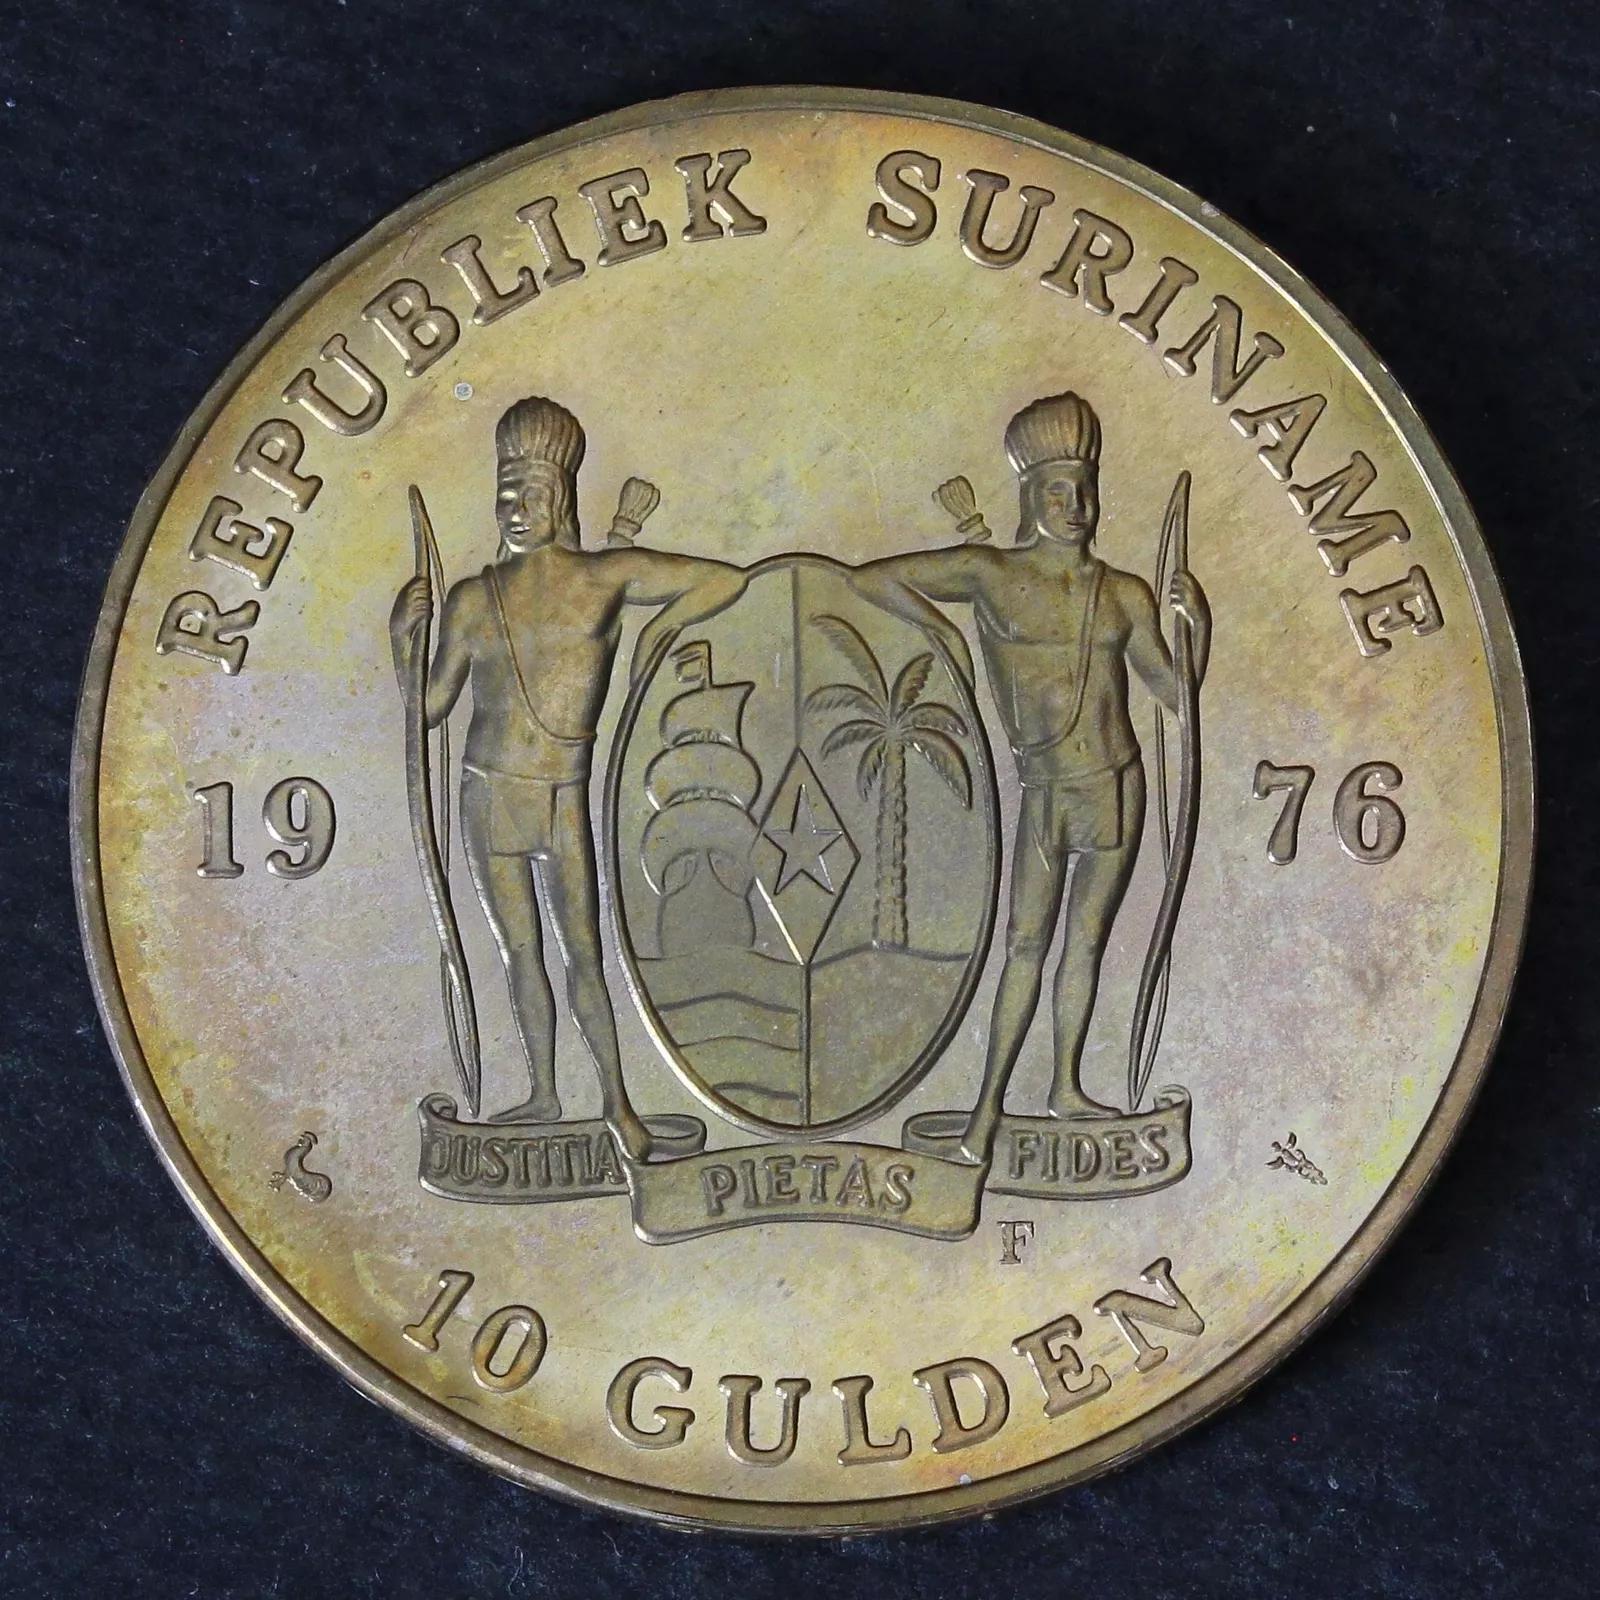 REPUBLIEK SURINAME
19 76
JUSTITIA PIETAS FIDES
F
10 GULDEN